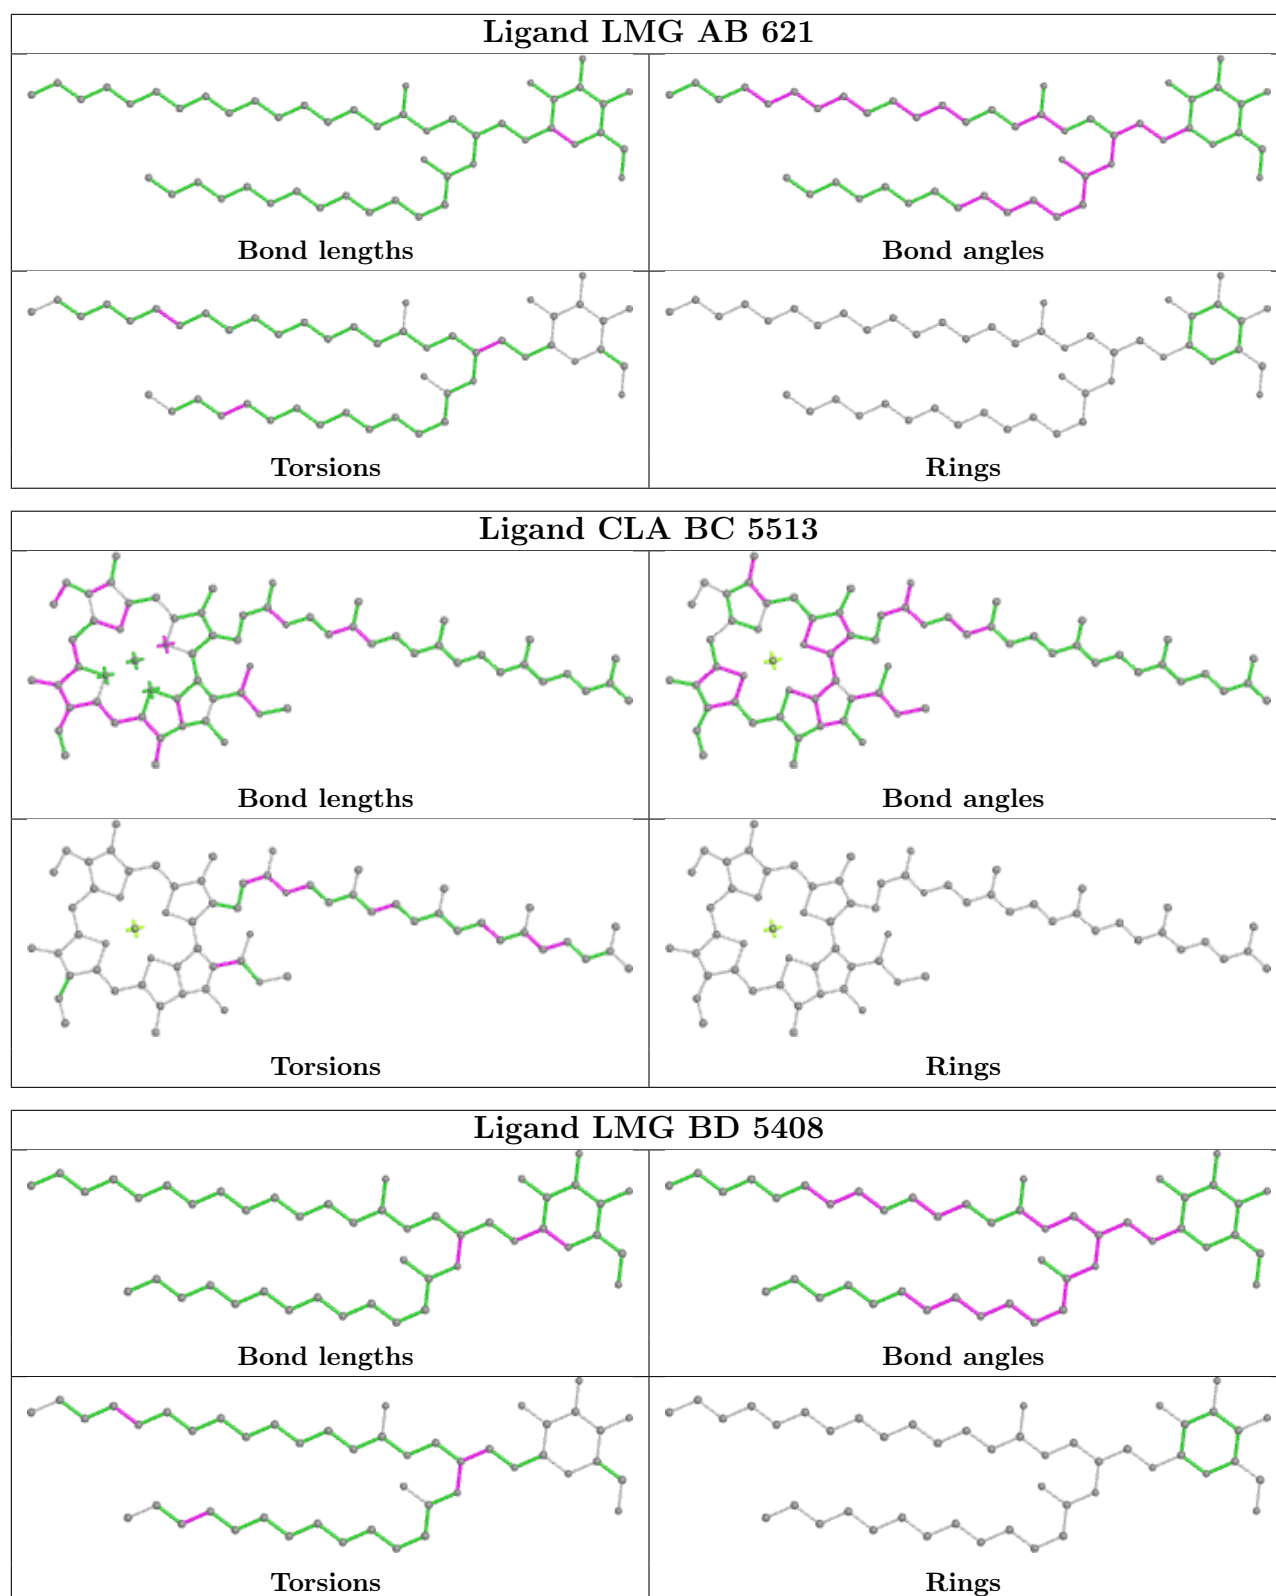 Ligand LMG AB 621
Bond lengths
Bond angles
Torsions
Rings
Ligand CLA BC 5513
Bond lengths
Bond angles
Torsions
Rings
Ligand LMG BD 5408
Bond lengths
Bond angles
Torsions
Rings